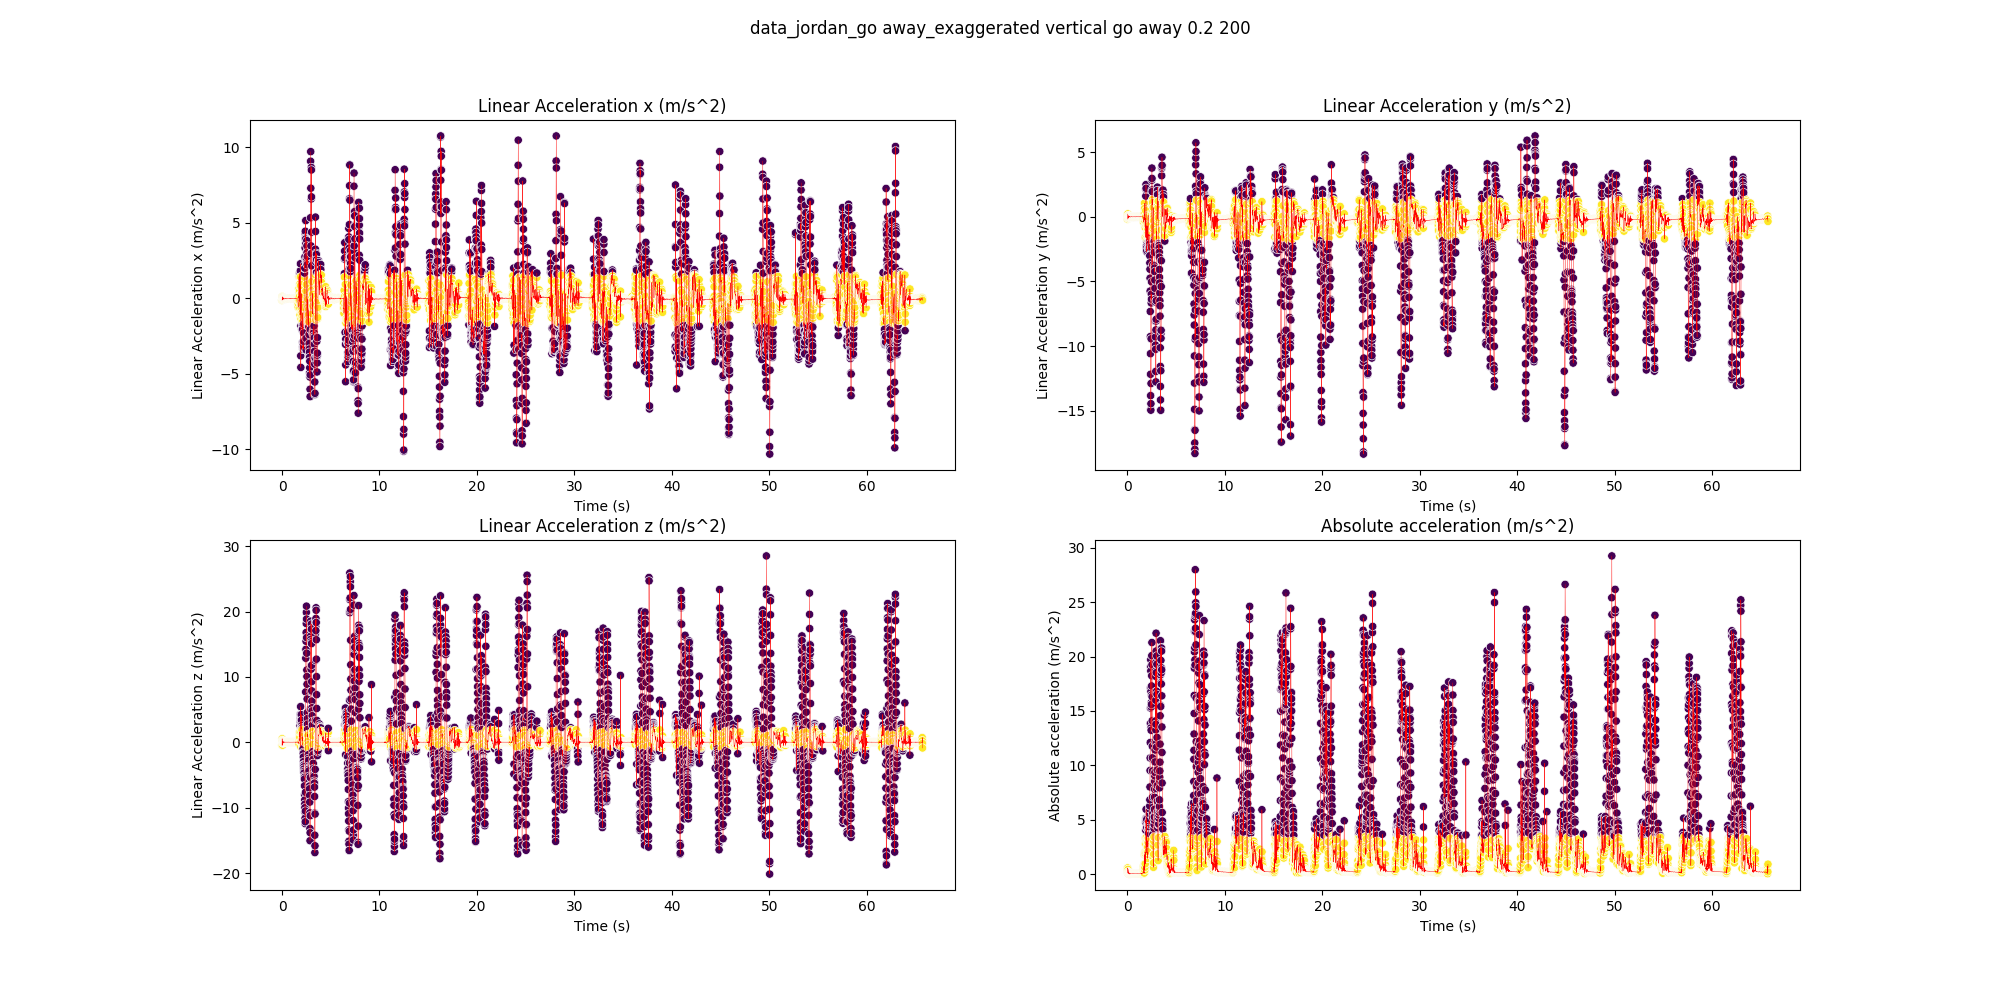 data_jordan_go away_exaggerated vertical go away 0.2 200
Linear Acceleration x (m/s^2)
Linear Acceleration x (m/s^2)
10
5
0
−5
−10
0 10 20 30 40 50 60
Time (s)
Linear Acceleration y (m/s^2)
Linear Acceleration y (m/s^2)
5
0
−5
−10
−15
0 10 20 30 40 50 60
Time (s)
Linear Acceleration z (m/s^2)
Linear Acceleration z (m/s^2)
30
20
10
0
−10
−20
0 10 20 30 40 50 60
Time (s)
Absolute acceleration (m/s^2)
Absolute acceleration (m/s^2)
30
25
20
15
10
5
0
0 10 20 30 40 50 60
Time (s)